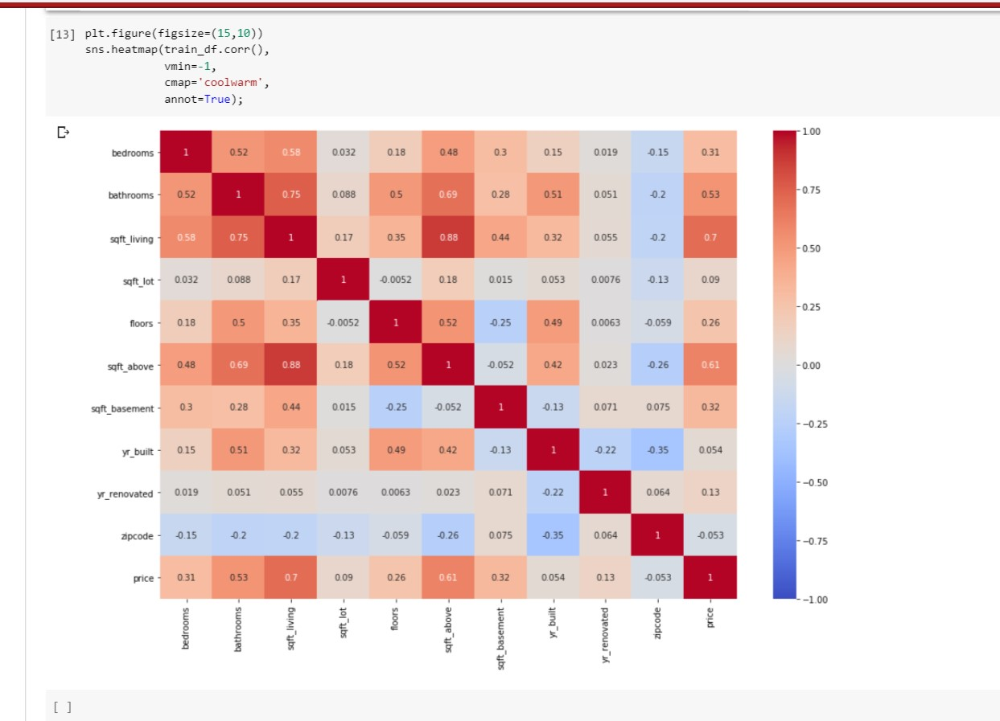 [13] plt.figure(figsize=(15,10))
sns.heatmap(train_df.corr(),
vmin=-1,
cmap='coolwarm',
annot=True);
bedrooms 1 0.52 0.58 0.032 0.18 0.48 0.3 0.15 0.019 -0.15 0.31
bathrooms 0.52 1 0.75 0.088 0.5 0.69 0.28 0.51 0.051 -0.2 0.53
sqft_living 0.58 0.75 1 0.17 0.35 0.88 0.44 0.32 0.055 -0.2 0.7
sqft_lot 0.032 0.088 0.17 1 -0.0052 0.18 0.015 0.053 0.0076 -0.13 0.09
floors 0.18 0.5 0.35 -0.0052 1 0.52 -0.25 0.49 0.0063 -0.059 0.26
sqft_above 0.48 0.69 0.88 0.18 0.52 1 -0.052 0.42 0.023 -0.26 0.61
sqft_basement 0.3 0.28 0.44 0.015 -0.25 -0.052 1 -0.13 0.071 0.075 0.32
yr_built 0.15 0.51 0.32 0.053 0.49 0.42 -0.13 1 -0.22 -0.35 0.054
yr_renovated 0.019 0.051 0.055 0.0076 0.0063 0.023 0.071 -0.22 1 0.064 0.13
zipcode -0.15 -0.2 -0.2 -0.13 -0.059 -0.26 0.075 -0.35 0.064 1 -0.053
price 0.31 0.53 0.7 0.09 0.26 0.61 0.32 0.054 0.13 -0.053 1
bedrooms bathrooms sqft_living sqft_lot floors sqft_above sqft_basement yr_built yr_renovated zipcode price
1.00
0.75
0.50
0.25
0.00
−0.25
−0.50
−0.75
−1.00
[ ]